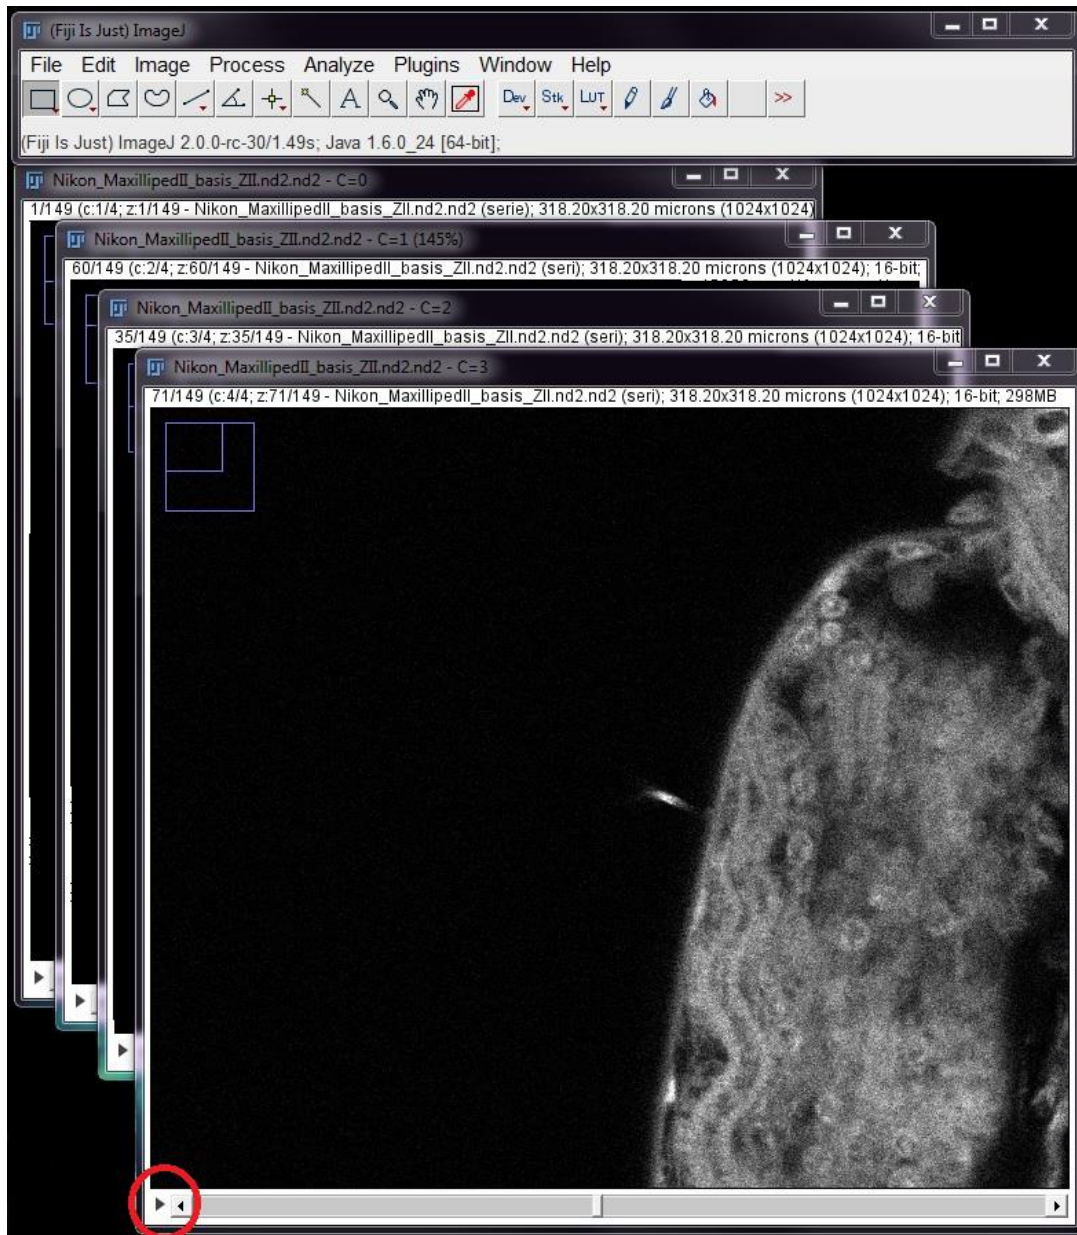 (Fiji Is Just) ImageJ
File Edit Image Process Analyze Plugins Window Help
A Dev Stk LUT >>
(Fiji Is Just) ImageJ 2.0.0-rc-30/1.49s; Java 1.6.0_24 [64-bit];
Nikon_MaxillipedII_basis_ZII.nd2.nd2 - C=0
1/149 (c:1/4; z:1/149 - Nikon_MaxillipedII_basis_ZII.nd2.nd2 (serie); 318.20x318.20 microns (1024x1024)
Nikon_MaxillipedII_basis_ZII.nd2.nd2 - C=1 (145%)
60/149 (c:2/4; z:60/149 - Nikon_MaxillipedII_basis_ZII.nd2.nd2 (seri); 318.20x318.20 microns (1024x1024); 16-bit;
Nikon_MaxillipedII_basis_ZII.nd2.nd2 - C=2
35/149 (c:3/4; z:35/149 - Nikon_MaxillipedII_basis_ZII.nd2.nd2 (seri); 318.20x318.20 microns (1024x1024); 16-bit
Nikon_MaxillipedII_basis_ZII.nd2.nd2 - C=3
71/149 (c:4/4; z:71/149 - Nikon_MaxillipedII_basis_ZII.nd2.nd2 (seri); 318.20x318.20 microns (1024x1024); 16-bit; 298MB